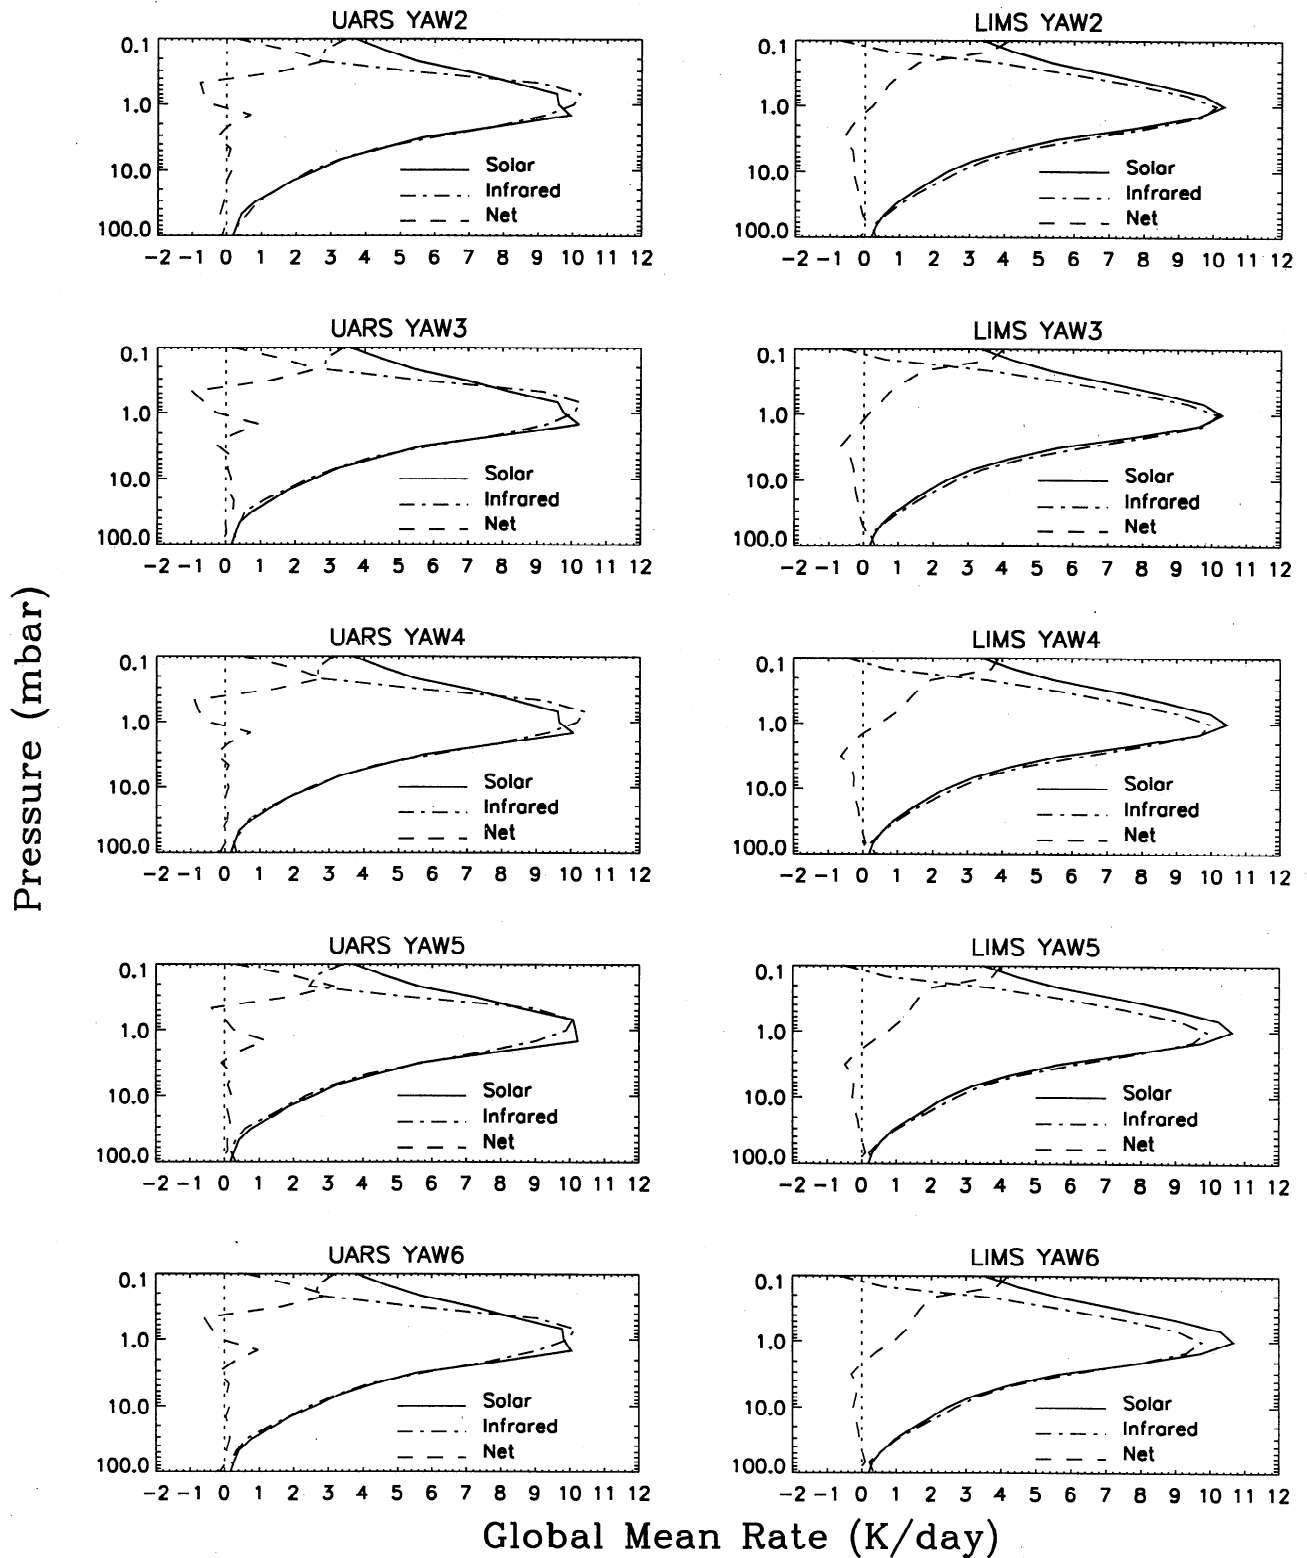 UARS YAW2
0.1
1.0
10.0
100.0
Solar
Infrared
Net
-2 -1 0 1 2 3 4 5 6 7 8 9 10 11 12
LIMS YAW2
0.1
1.0
10.0
100.0
Solar
Infrared
Net
-2 -1 0 1 2 3 4 5 6 7 8 9 10 11 12
UARS YAW3
0.1
1.0
10.0
100.0
Solar
Infrared
Net
-2 -1 0 1 2 3 4 5 6 7 8 9 10 11 12
LIMS YAW3
0.1
1.0
10.0
100.0
Solar
Infrared
Net
-2 -1 0 1 2 3 4 5 6 7 8 9 10 11 12
Pressure (mbar)
UARS YAW4
0.1
1.0
10.0
100.0
Solar
Infrared
Net
-2 -1 0 1 2 3 4 5 6 7 8 9 10 11 12
LIMS YAW4
0.1
1.0
10.0
100.0
Solar
Infrared
Net
-2 -1 0 1 2 3 4 5 6 7 8 9 10 11 12
UARS YAW5
0.1
1.0
10.0
100.0
Solar
Infrared
Net
-2 -1 0 1 2 3 4 5 6 7 8 9 10 11 12
LIMS YAW5
0.1
1.0
10.0
100.0
Solar
Infrared
Net
-2 -1 0 1 2 3 4 5 6 7 8 9 10 11 12
UARS YAW6
0.1
1.0
10.0
100.0
Solar
Infrared
Net
-2 -1 0 1 2 3 4 5 6 7 8 9 10 11 12
LIMS YAW6
0.1
1.0
10.0
100.0
Solar
Infrared
Net
-2 -1 0 1 2 3 4 5 6 7 8 9 10 11 12
Global Mean Rate (K/day)